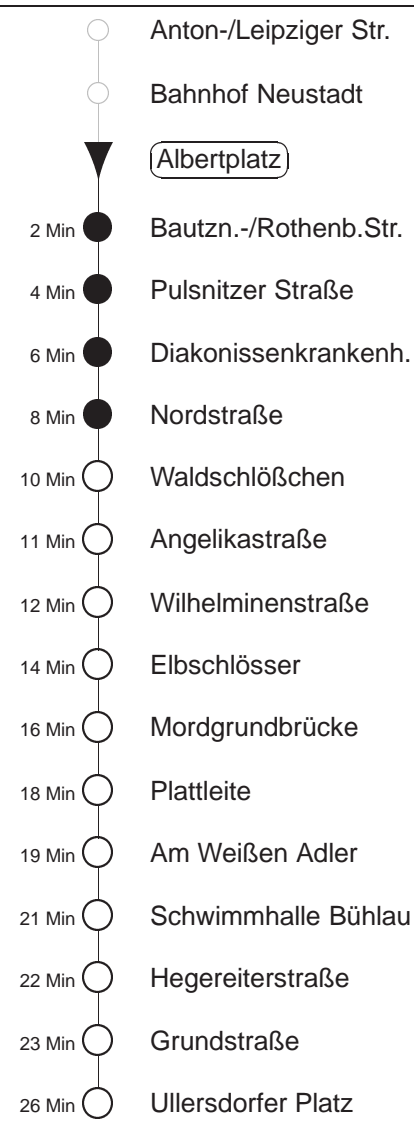 Anton-/Leipziger Str.
Bahnhof Neustadt
Albertplatz
2 Min Bautzn.-/Rothenb.Str.
4 Min Pulsnitzer Straße
6 Min Diakonissenkrankenh.
8 Min Nordstraße
10 Min Waldschlößchen
11 Min Angelikastraße
12 Min Wilhelminenstraße
14 Min Elbschlösser
16 Min Mordgrundbrücke
18 Min Plattleite
19 Min Am Weißen Adler
21 Min Schwimmhalle Bühlau
22 Min Hegereiterstraße
23 Min Grundstraße
26 Min Ullersdorfer Platz